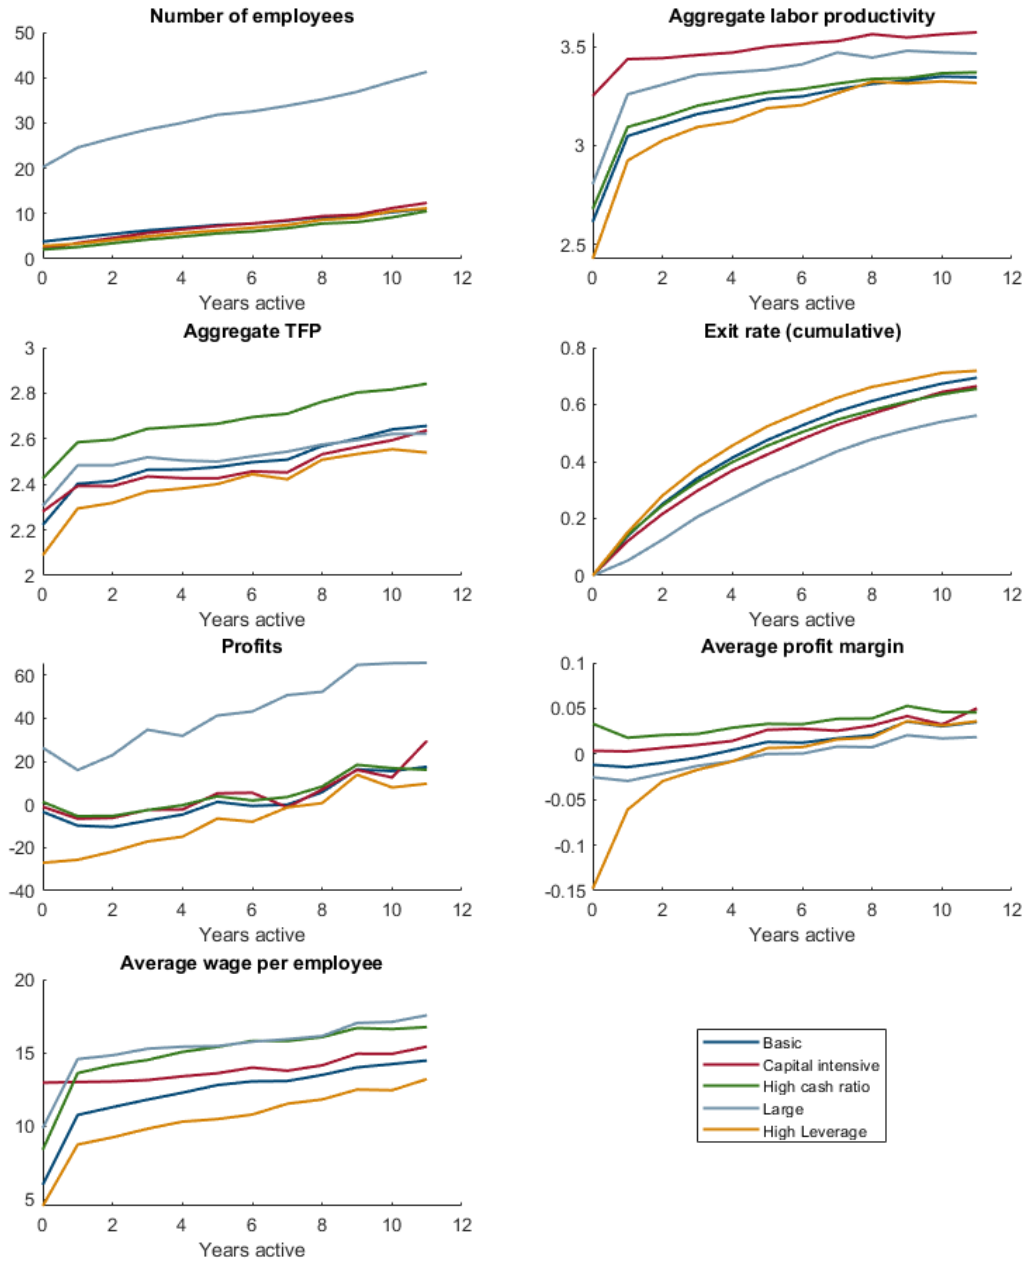 Number of employees
50
40
30
20
10
0
0 2 4 6 8 10 12
Years active
Aggregate labor productivity
3.5
3
2.5
0 2 4 6 8 10 12
Years active
Aggregate TFP
3
2.8
2.6
2.4
2.2
2
0 2 4 6 8 10 12
Years active
Exit rate (cumulative)
0.8
0.6
0.4
0.2
0
0 2 4 6 8 10 12
Years active
Profits
60
40
20
0
-20
-40
0 2 4 6 8 10 12
Years active
Average profit margin
0.1
0.05
0
-0.05
-0.1
-0.15
0 2 4 6 8 10 12
Years active
Average wage per employee
20
15
10
5
0 2 4 6 8 10 12
Years active
Basic
Capital intensive
High cash ratio
Large
High Leverage